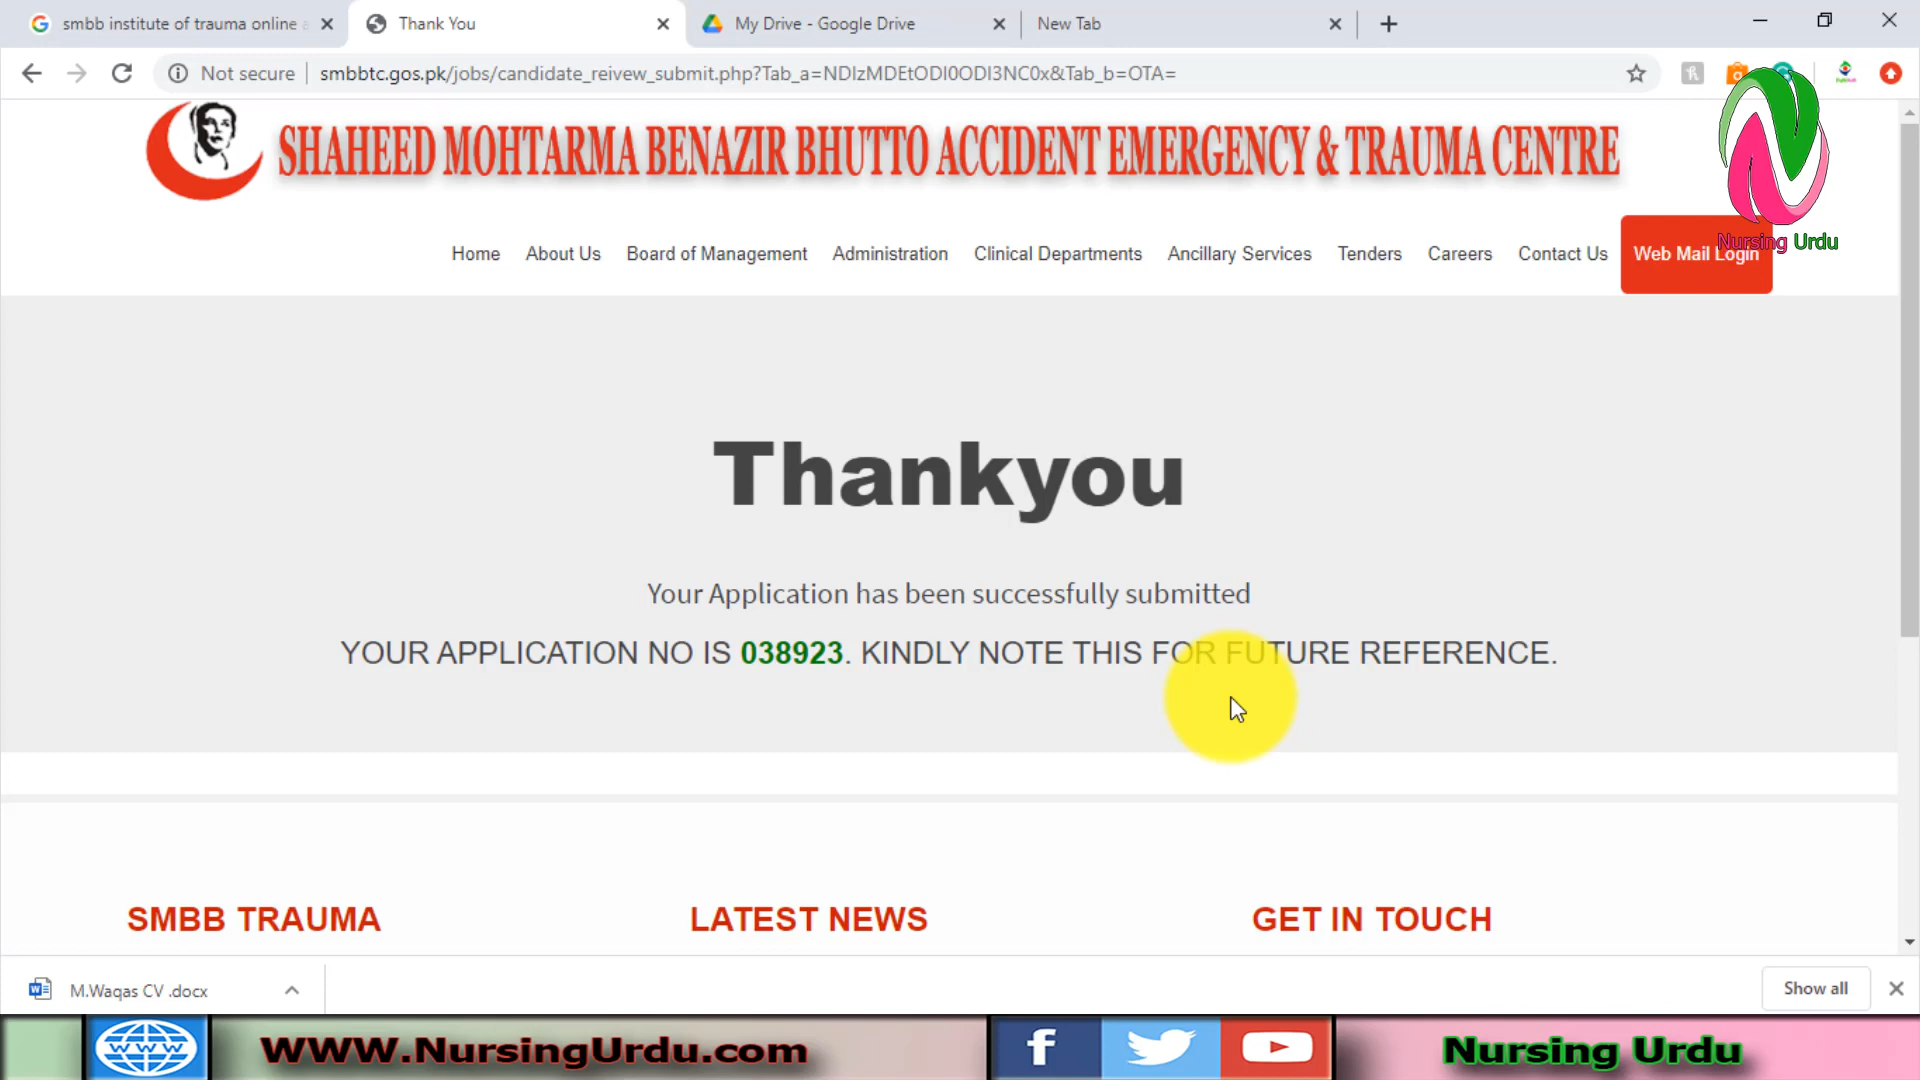 smbb institute of trauma online a
Thank You
My Drive - Google Drive
New Tab
Not secure
smbbtc.gos.pk/jobs/candidate_reivew_submit.php?Tab_a=NDIzMDEtODI0ODI3NC0x&Tab_b=OTA=
SHAHEED MOHTARMA BENAZIR BHUTTO ACCIDENT EMERGENCY & TRAUMA CENTRE
Home About Us Board of Management Administration Clinical Departments Ancillary Services Tenders Careers Contact Us Web Mail Login
Nursing Urdu
Thankyou
Your Application has been successfully submitted
YOUR APPLICATION NO IS 038923. KINDLY NOTE THIS FOR FUTURE REFERENCE.
SMBB TRAUMA
LATEST NEWS
GET IN TOUCH
M.Waqas CV .docx
Show all
WWW
WWW.NursingUrdu.com
Nursing Urdu